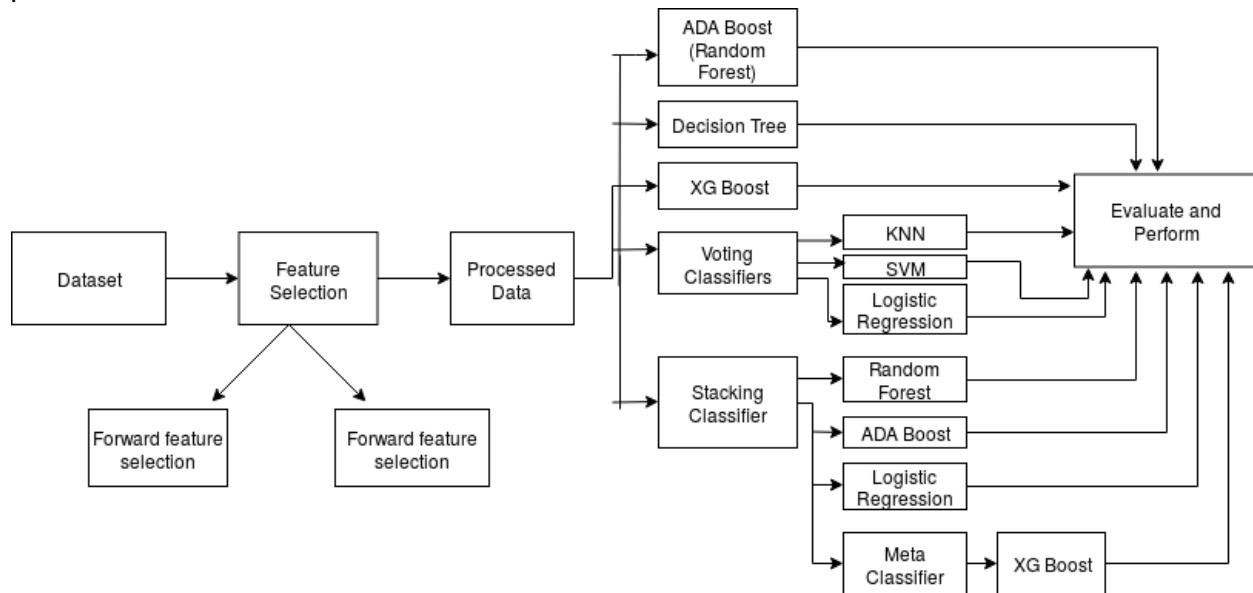 ADA Boost
(Random
Forest)
Decision Tree
XG Boost
Evaluate and
Perform
Dataset
Feature
Selection
Processed
Data
Voting
Classifiers
KNN
SVM
Logistic
Regression
Forward feature
selection
Forward feature
selection
Stacking
Classifier
Random
Forest
ADA Boost
Logistic
Regression
Meta
Classifier
XG Boost